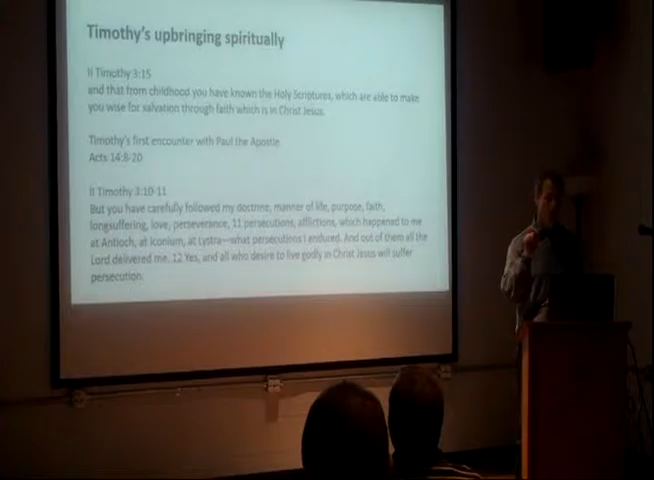 Timothy's upbringing spiritually
II Timothy 3:15
and that from childhood you have known the Holy Scriptures, which are able to make
you wise for salvation through faith which is in Christ Jesus.
Timothy's first encounter with Paul the Apostle
Acts 14:8-20
II Timothy 3:10-11
But you have carefully followed my doctrine, manner of life, purpose, faith,
longsuffering, love, perseverance, 11 persecutions, afflictions, which happened to me
at Antioch, at Iconium, at Lystra—what persecutions I endured. And out of them all the
Lord delivered me. 12 Yes, and all who desire to live godly in Christ Jesus will suffer
persecution.